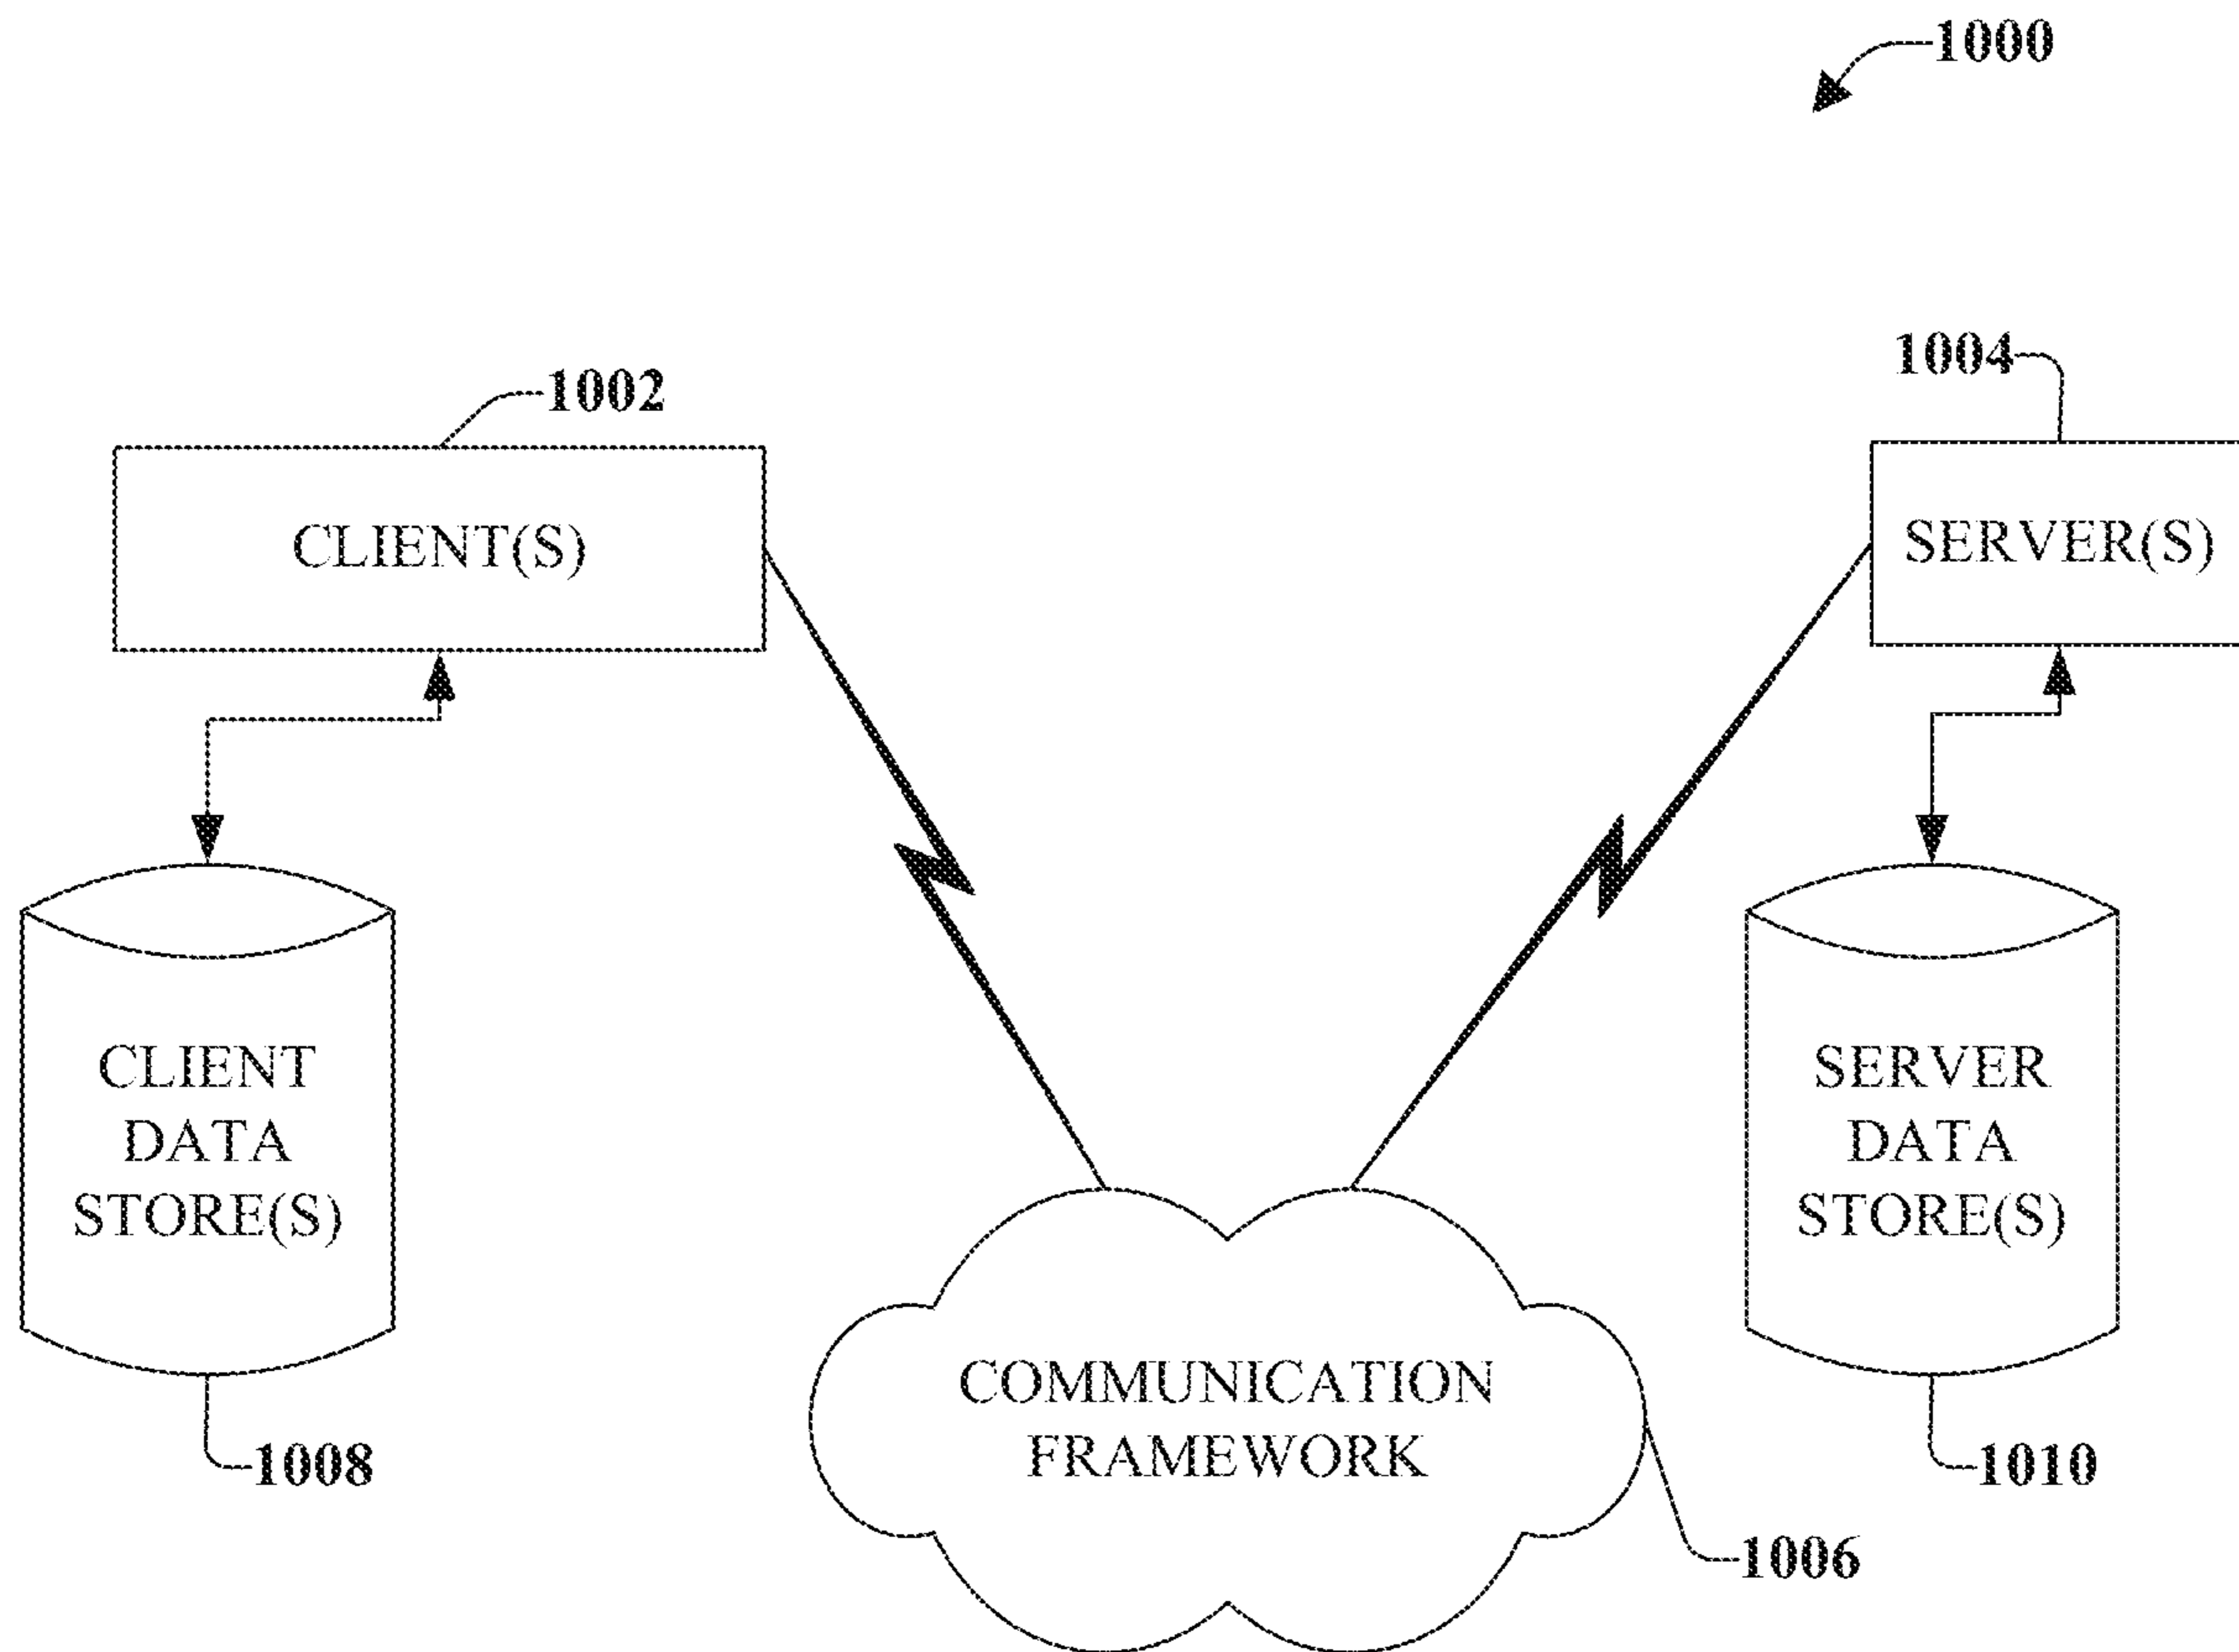 1000
1002
1004
CLIENT(S)
SERVER(S)
CLIENT
DATA
STORE(S)
SERVER
DATA
STORE(S)
COMMUNICATION
FRAMEWORK
1008
1010
1006